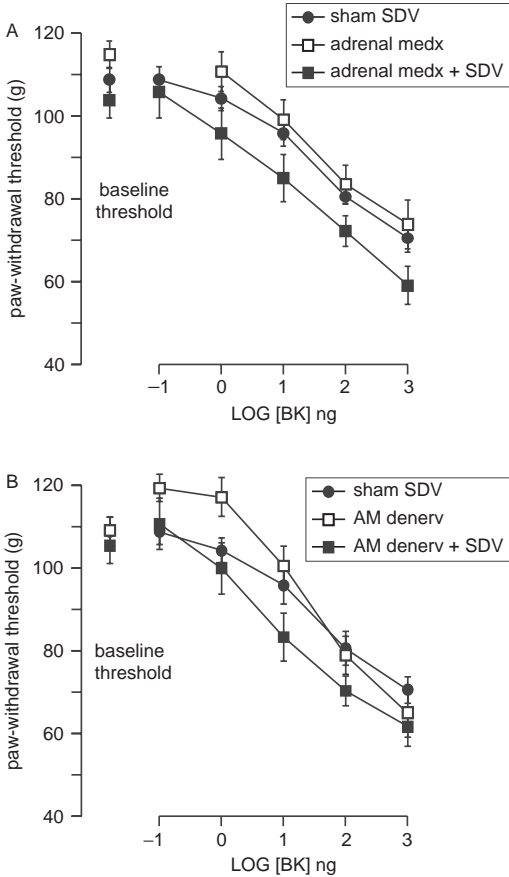 A
sham SDV
adrenal medx
adrenal medx + SDV
paw-withdrawal threshold (g)
120
100
80
60
40
baseline
threshold
−1 0 1 2 3
LOG [BK] ng
B
sham SDV
AM denerv
AM denerv + SDV
paw-withdrawal threshold (g)
120
100
80
60
40
baseline
threshold
−1 0 1 2 3
LOG [BK] ng